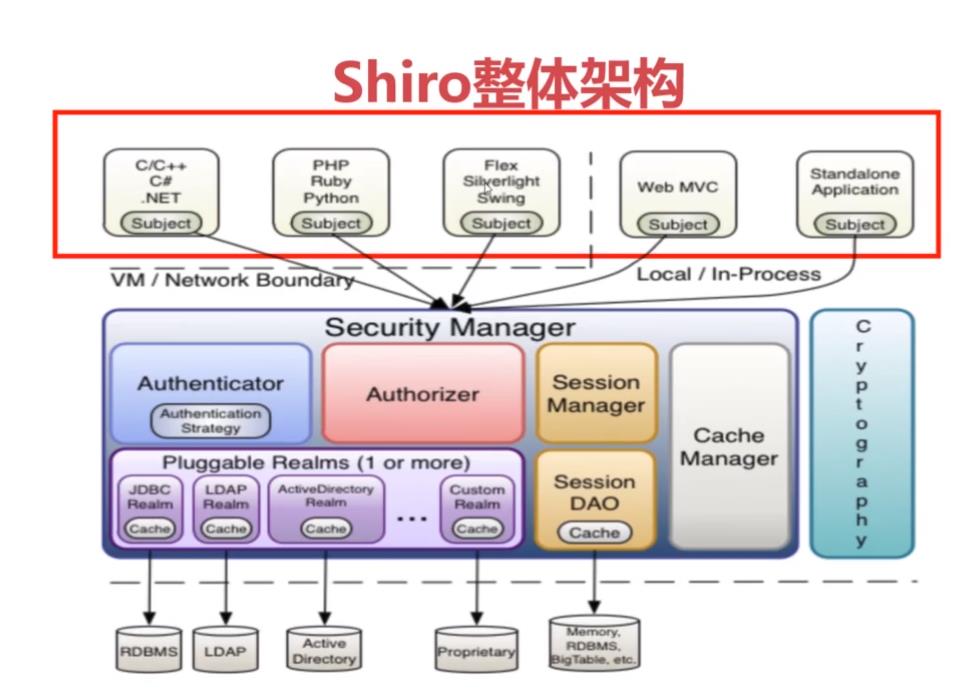 Shiro整体架构
C/C++
C#
.NET
Subject
PHP
Ruby
Python
Subject
Flex
Silverlight
Swing
Subject
Web MVC
Subject
Standalone
Application
Subject
VM / Network Boundary
Local / In-Process
Security Manager
Authenticator
Authentication
Strategy
Authorizer
Session
Manager
Cache
Manager
Pluggable Realms (1 or more)
JDBC
Realm
Cache
LDAP
Realm
Cache
ActiveDirectory
Realm
Cache
...
Custom
Realm
Cache
Session
DAO
Cache
Cryptography
RDBMS
LDAP
Active
Directory
Proprietary
Memory,
RDBMS,
BigTable, etc.